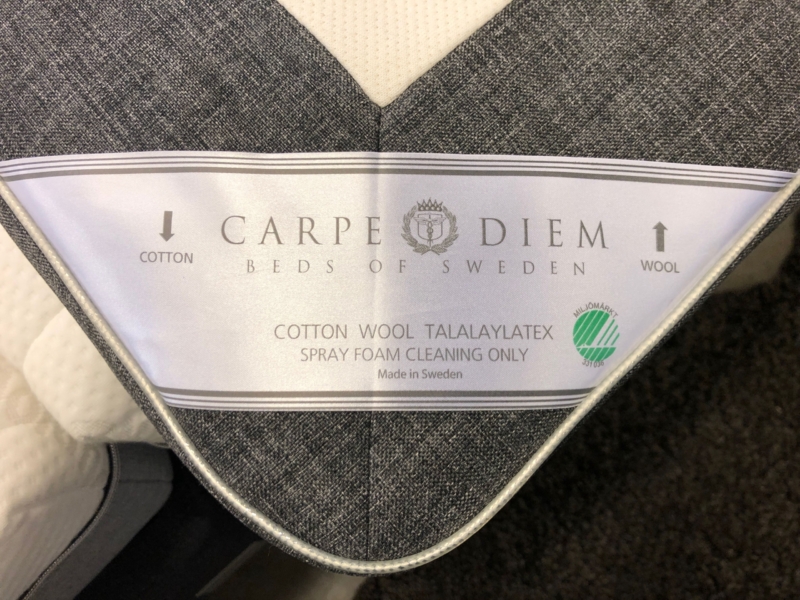 CARPE DIEM
BEDS OF SWEDEN
COTTON
WOOL
COTTON WOOL TALALAYLATEX
SPRAY FOAM CLEANING ONLY
Made in Sweden
MILJÖMÄRKT